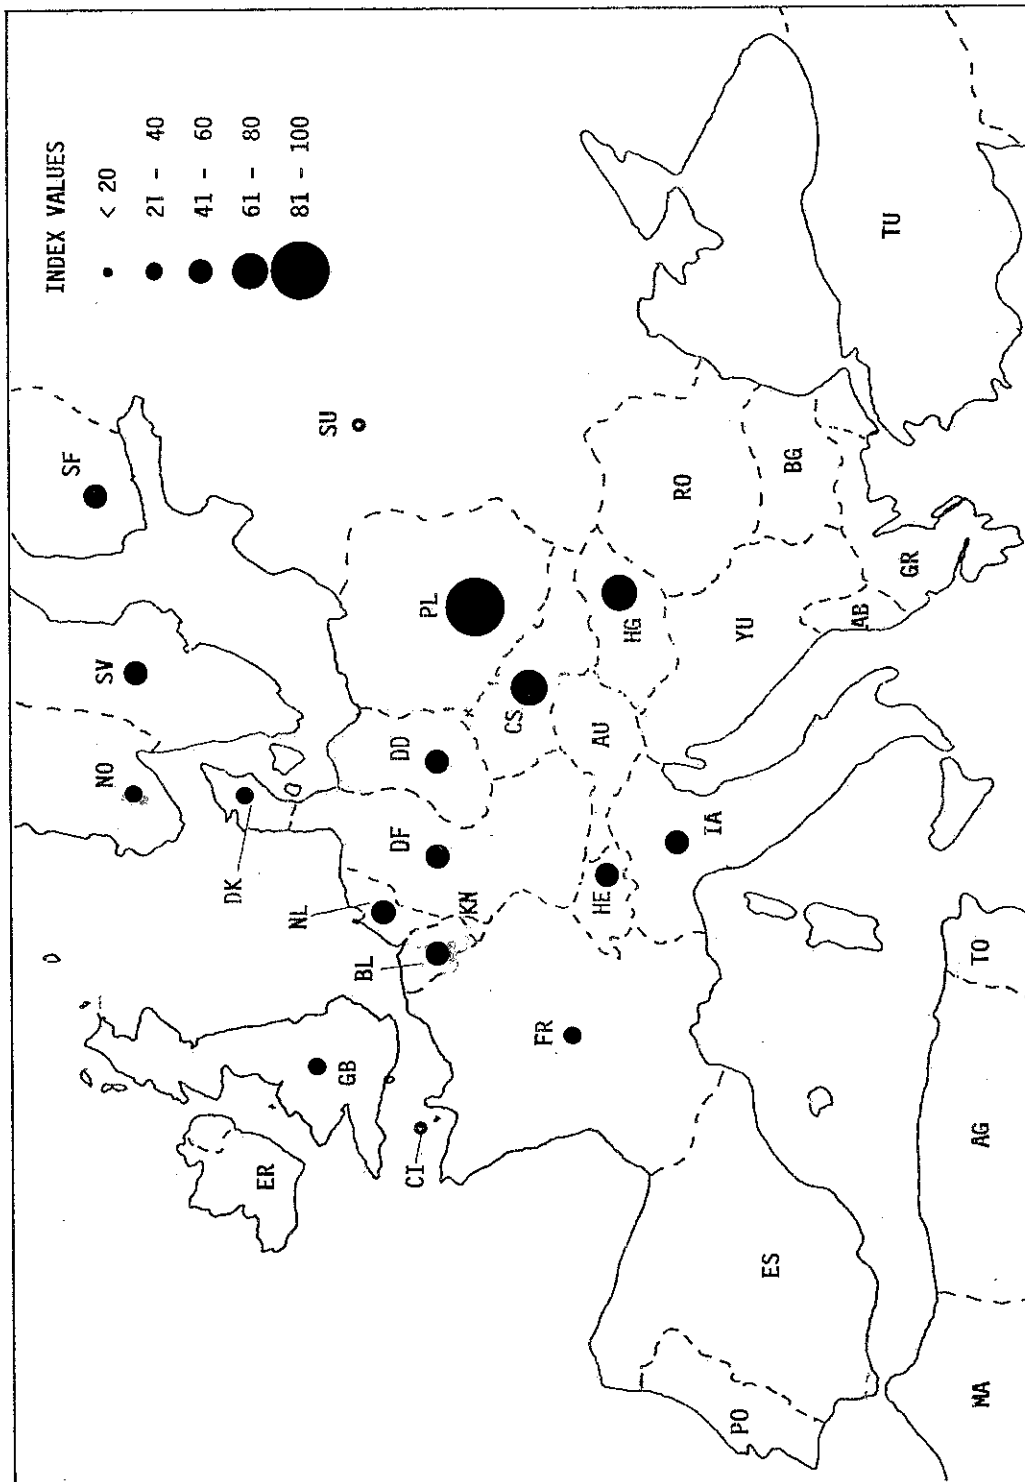 INDEX VALUES
< 20
21 - 40
41 - 60
61 - 80
81 - 100
SF
SV
NO
SU
DK
PL
DD
DF
NL
BL
KN
GB
ER
CI
CS
HG
AU
HE
FR
IA
RO
BG
YU
AB
GR
TU
ES
PO
TO
AG
MA